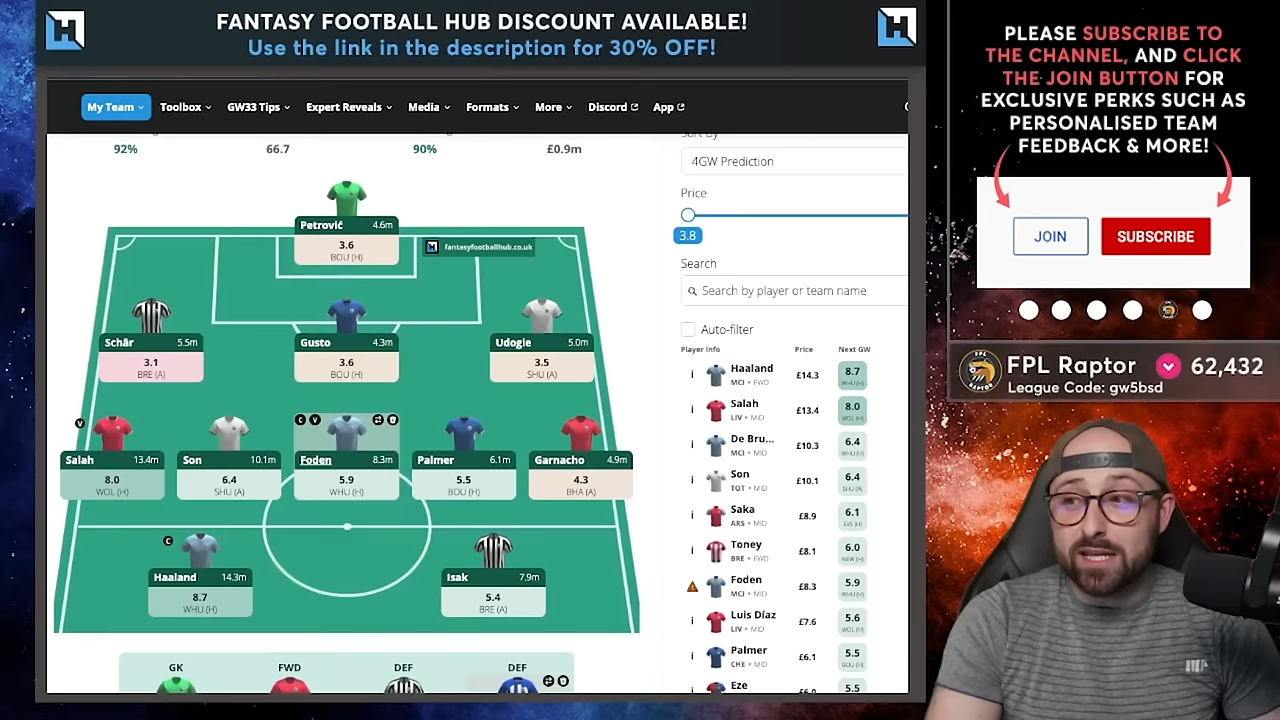 FANTASY FOOTBALL HUB DISCOUNT AVAILABLE!
Use the link in the description for 30% OFF!
My Team
Toolbox
GW33 Tips
Expert Reveals
Media
Formats
More
Discord
App
92%
66.7
90%
£0.9m
Petrović 4.6m
3.6
BOU (H)
fantasyfootballhub.co.uk
Schär 5.5m
3.1
BRE (A)
Gusto 4.3m
3.6
BOU (H)
Udogie 5.0m
3.5
SHU (A)
V
C V
Salah 13.4m
8.0
WOL (H)
Son 10.1m
6.4
SHU (A)
Foden 8.3m
5.9
WHU (H)
Palmer 6.1m
5.5
BOU (H)
Garnacho 4.9m
4.3
BHA (A)
C
Haaland 14.3m
8.7
WHU (H)
Isak 7.9m
5.4
BRE (A)
GK
FWD
DEF
DEF
Sort By
4GW Prediction
Price
3.8
Search
Search by player or team name
Auto-filter
Player Info Price Next GW
Haaland £14.3 8.7
MCI • FWD WHU (H)
Salah £13.4 8.0
LIV • MID WOL (H)
De Bru... £10.3 6.4
MCI • MID WHU (H)
Son £10.1 6.4
TOT • MID SHU (A)
Saka £8.9 6.1
ARS • MID
Toney £8.1 6.0
BRE • FWD
Foden £8.3 5.9
MCI • MID WHU (H)
Luis Díaz £7.6 5.6
LIV • MID WOL (H)
Palmer £6.1 5.5
CHE • MID BOU (H)
Eze £6.0 5.5
PLEASE SUBSCRIBE TO
THE CHANNEL, AND CLICK
THE JOIN BUTTON FOR
EXCLUSIVE PERKS SUCH AS
PERSONALISED TEAM
FEEDBACK & MORE!
JOIN
SUBSCRIBE
FPL Raptor 62,432
League Code: gw5bsd